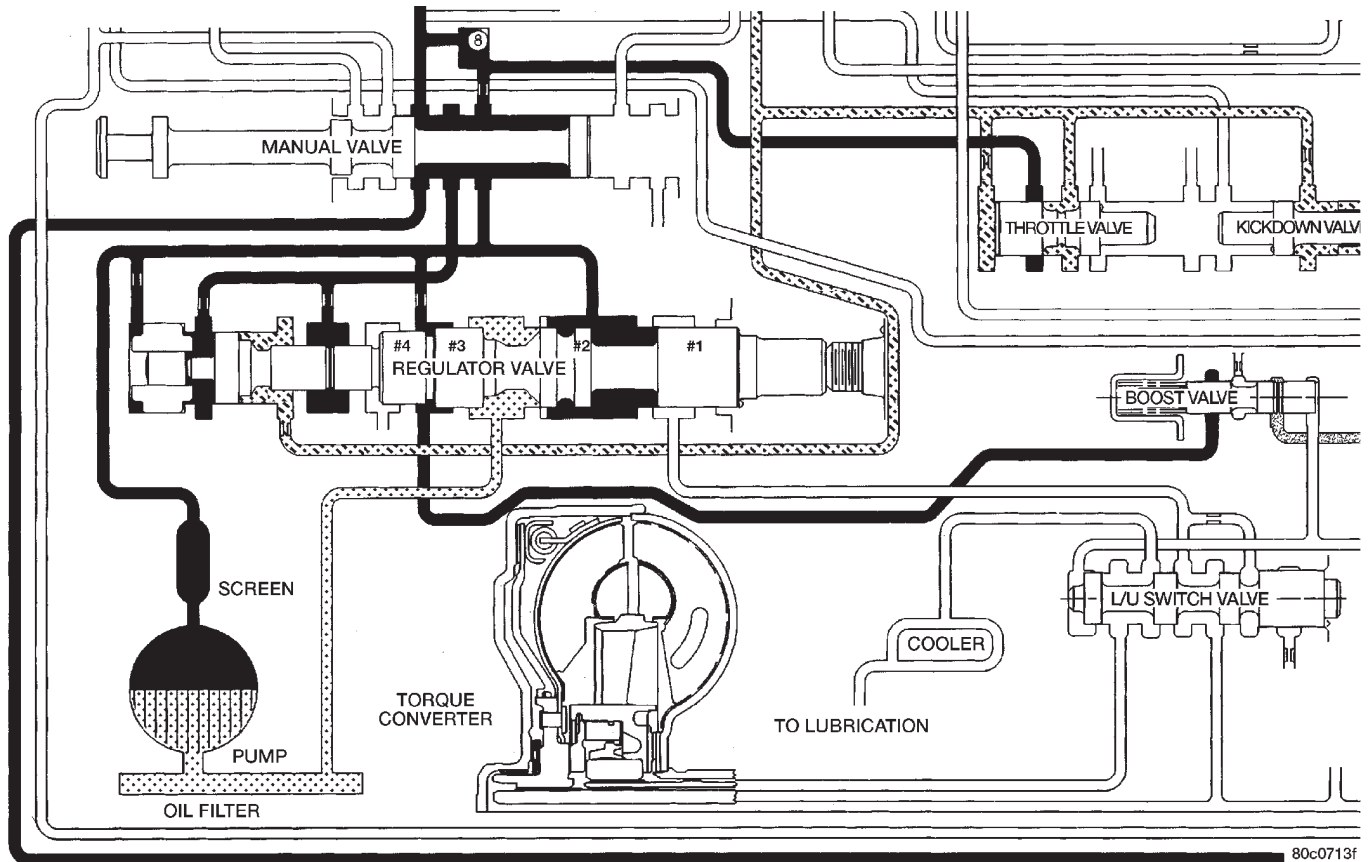 8
MANUAL VALVE
THROTTLE VALVE
KICKDOWN VALV
#4
#3
#2
#1
REGULATOR VALVE
BOOST VALVE
SCREEN
L/U SWITCH VALVE
COOLER
TORQUE
CONVERTER
TO LUBRICATION
PUMP
OIL FILTER
80c0713f